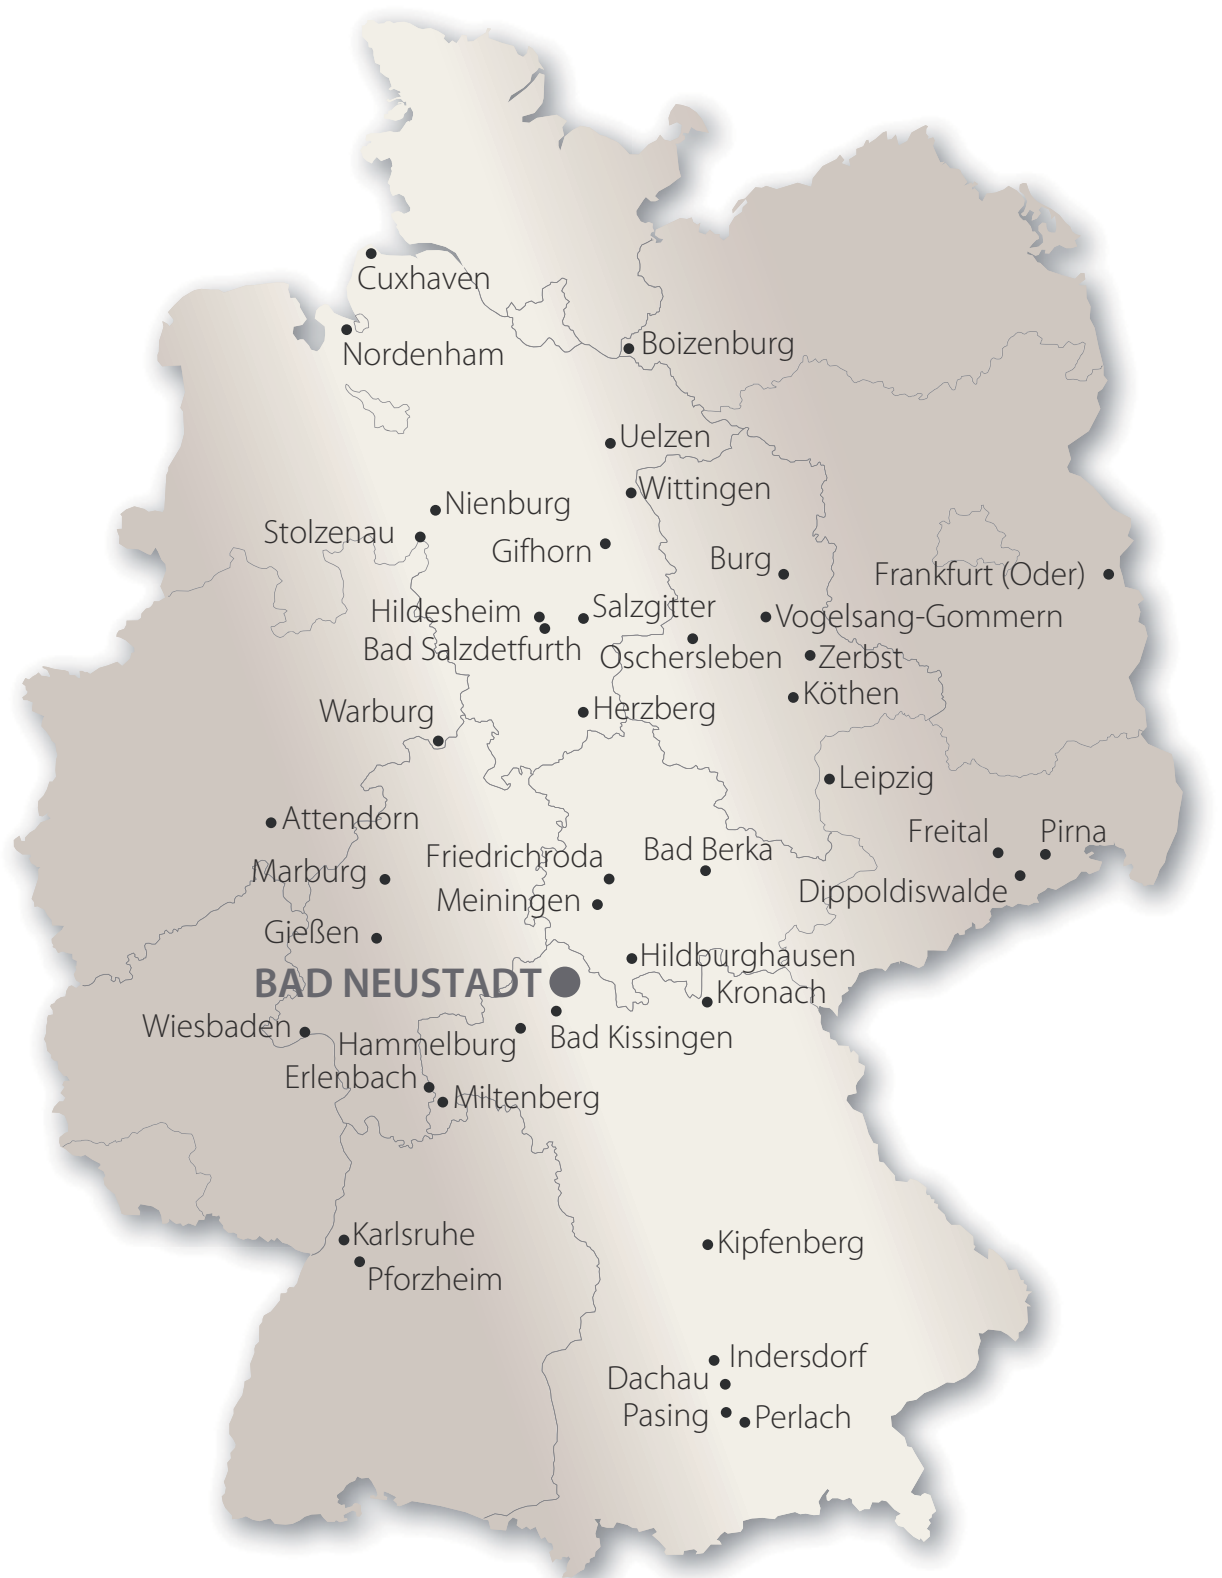 Cuxhaven
Nordenham
Boizenburg
Uelzen
Wittingen
Nienburg
Stolzenau
Gifhorn
Burg
Frankfurt (Oder)
Hildesheim
Salzgitter
Vogelsang-Gommern
Bad Salzdetfurth
Oschersleben
Zerbst
Köthen
Warburg
Herzberg
Leipzig
Attendorn
Freital
Pirna
Friedrichroda
Bad Berka
Marburg
Meiningen
Dippoldiswalde
Gießen
Hildburghausen
BAD NEUSTADT
Kronach
Wiesbaden
Hammelburg
Bad Kissingen
Erlenbach
Miltenberg
Karlsruhe
Kipfenberg
Pforzheim
Indersdorf
Dachau
Pasing
Perlach